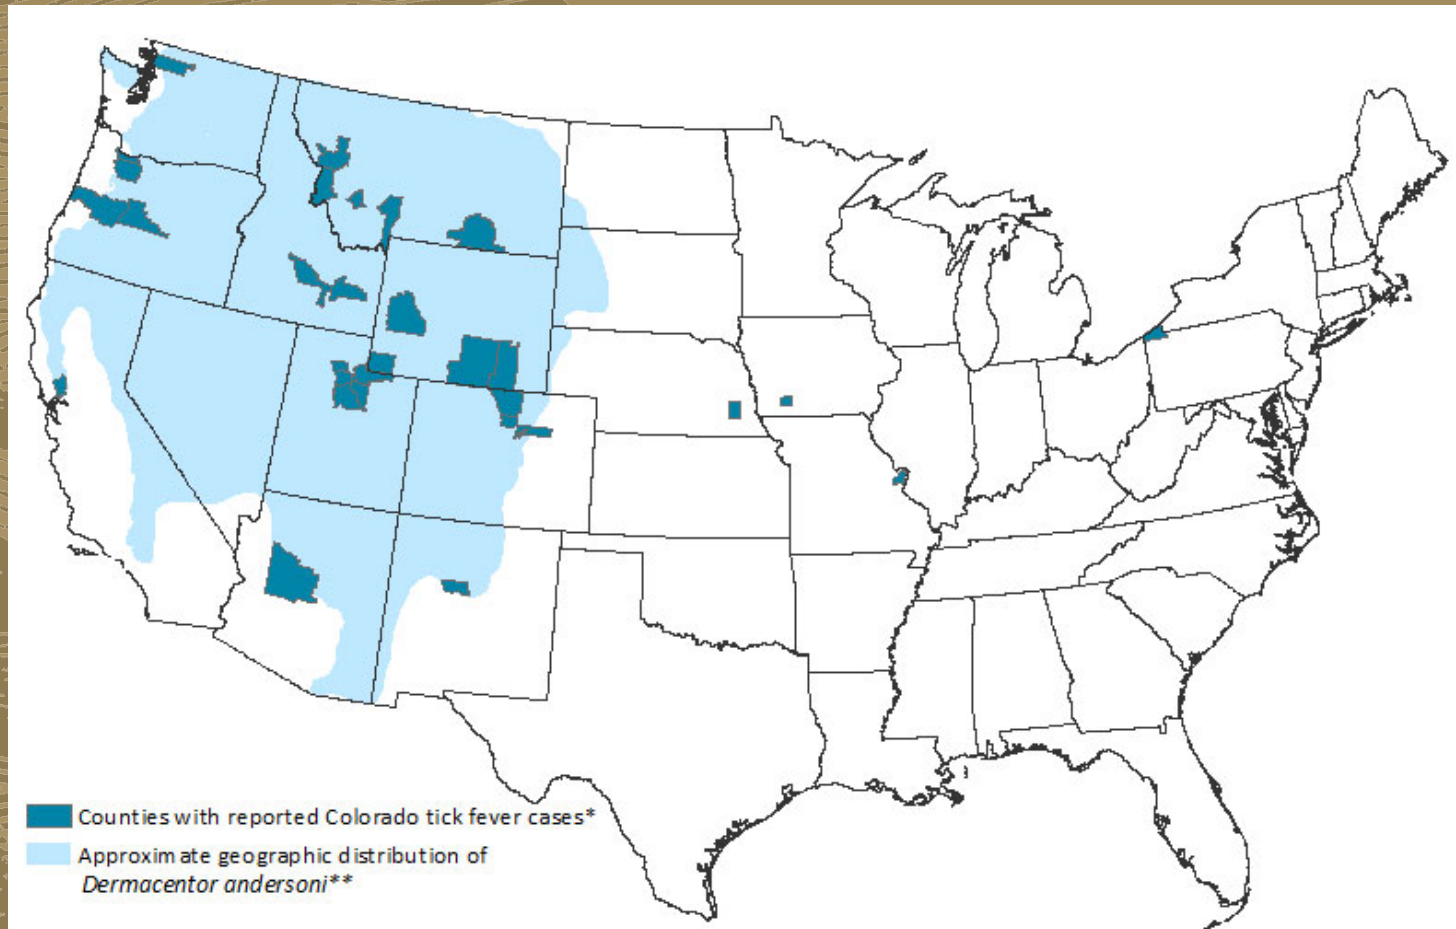 Counties with reported Colorado tick fever cases*
Approximate geographic distribution of
Dermacentor andersoni**